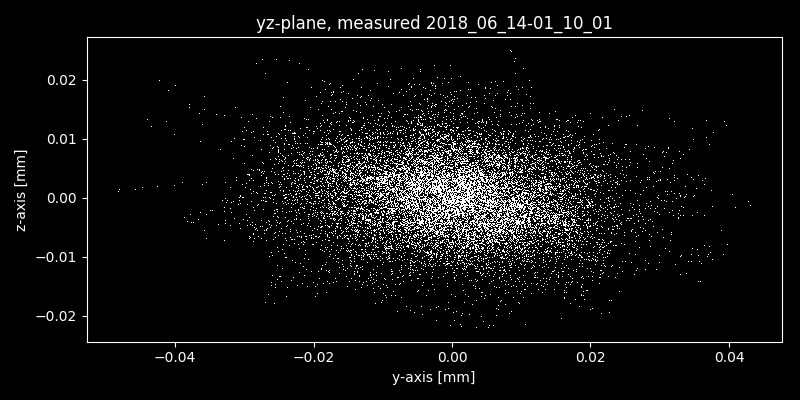 yz-plane, measured 2018_06_14-01_10_01
0.02
0.01
0.00
−0.01
−0.02
z-axis [mm]
−0.04 −0.02 0.00 0.02 0.04
y-axis [mm]